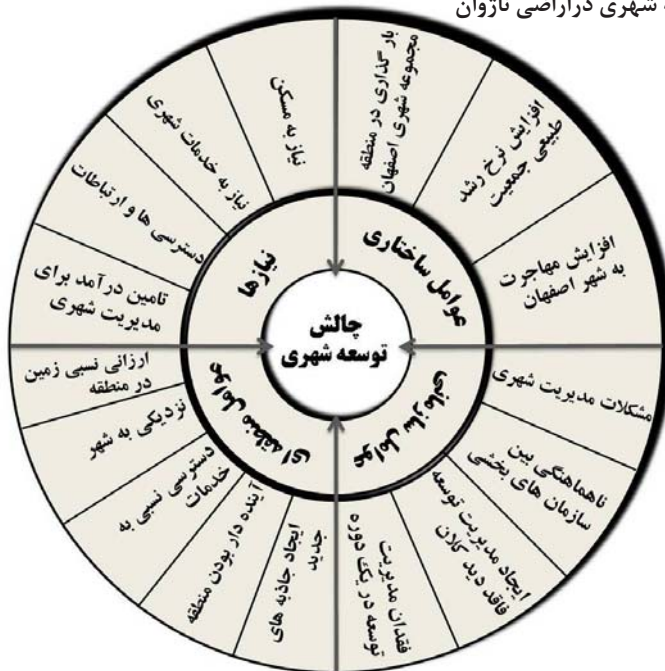 شهری دراراضی ناژوان
چالش
توسعه شهری
عوامل ساختاری
بار گذاری در منطقه
مجموعه شهری اصفهان
افزایش نرخ رشد
طبیعی جمعیت
افزایش مهاجرت
به شهر اصفهان
عوامل سازمانی
مشکلات مدیریت شهری
ناهماهنگی بین
سازمان های بخشی
ایجاد مدیریت توسعه
فاقد دید کلان
فقدان مدیریت
توسعه در یک دوره
عوامل منطقه ای
ایجاد جاذبه های
جدید
آینده دار بودن منطقه
دسترسی نسبی به
خدمات
نزدیکی به شهر
ارزانی نسبی زمین
در منطقه
نیازها
تامین درآمد برای
مدیریت شهری
دسترسی ها و ارتباطات
نیاز به خدمات شهری
نیاز به مسکن